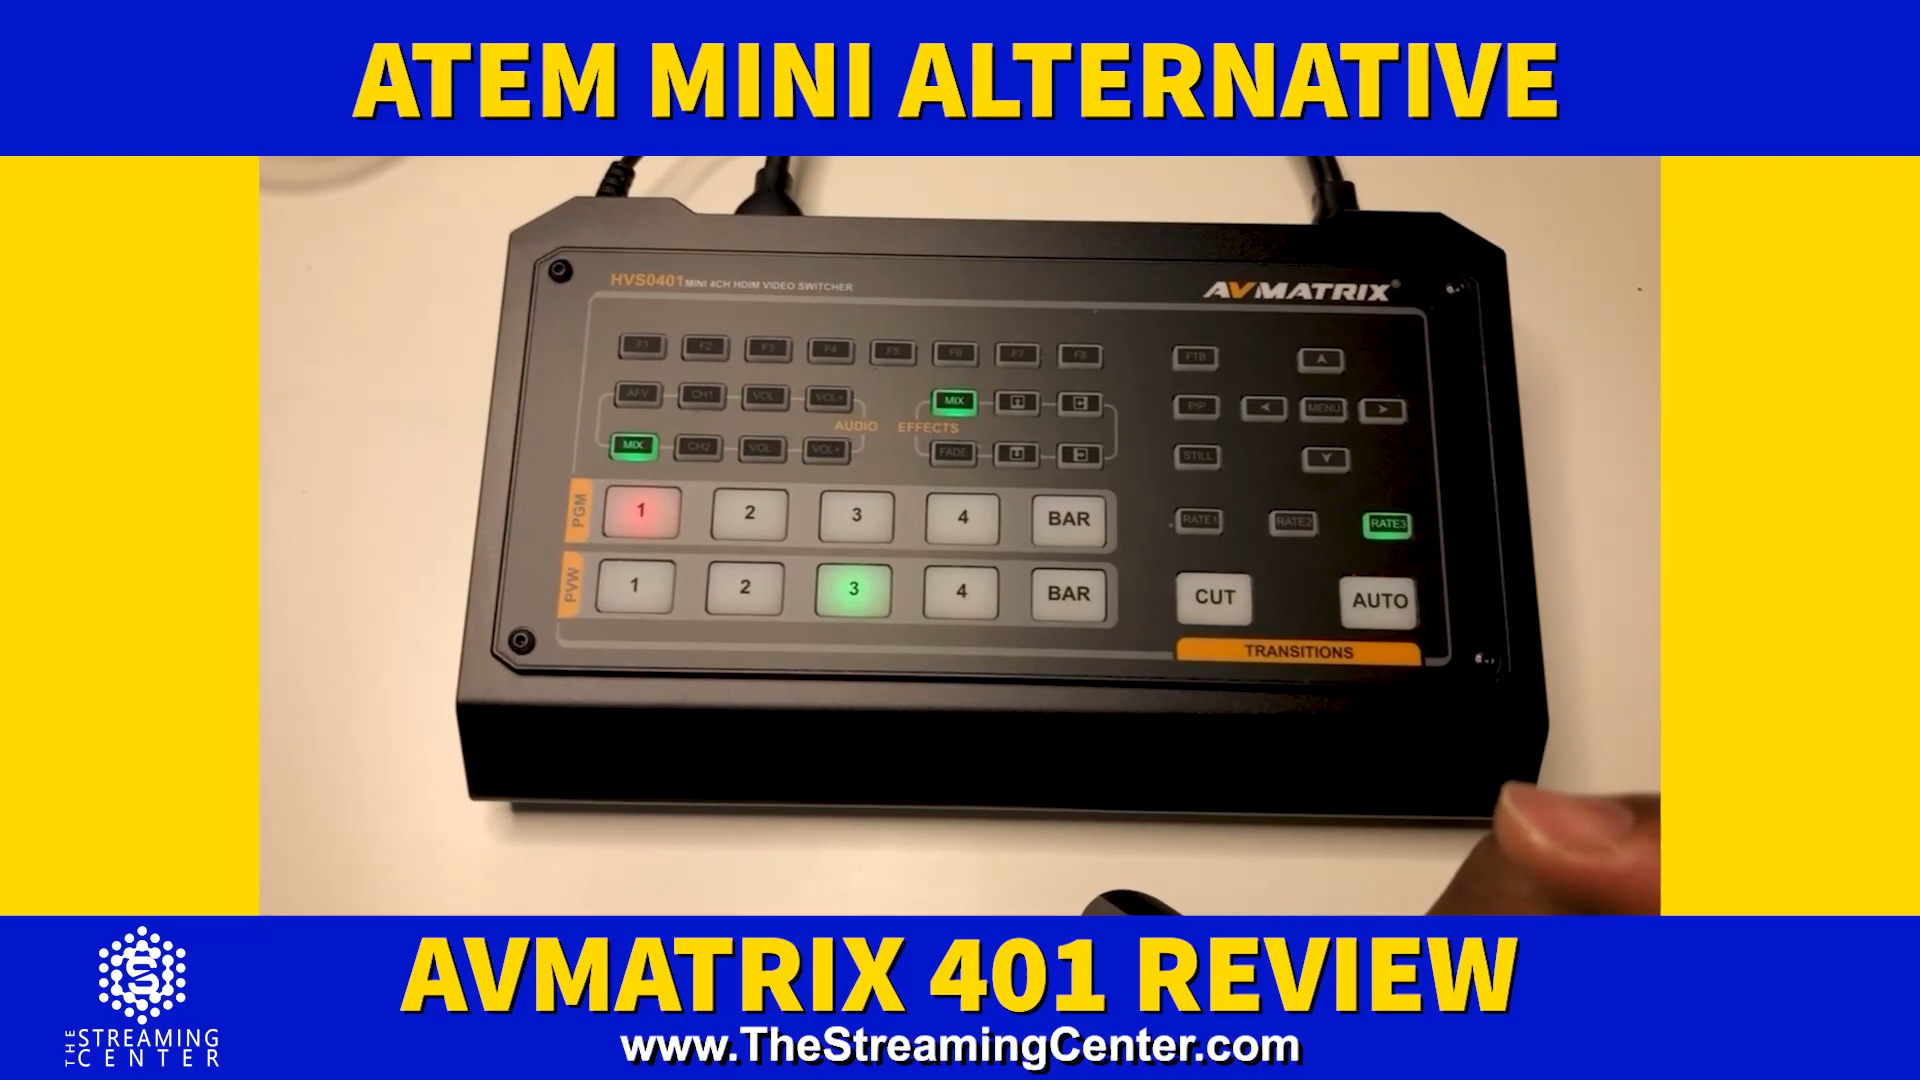 ATEM MINI ALTERNATIVE
HVS0401 MINI 4CH HDIM VIDEO SWITCHER
AVMATRIX®
F1 F2 F3 F4 F5 F6 F7 F8 FTB
AFV CH1 VOL- VOL+ MIX PIP MENU
AUDIO EFFECTS
MIX CH2 VOL- VOL+ FADE STILL
PGM 1 2 3 4 BAR RATE1 RATE2 RATE3
PVW 1 2 3 4 BAR CUT AUTO
TRANSITIONS
AVMATRIX 401 REVIEW
www.TheStreamingCenter.com
S
THE STREAMING
CENTER